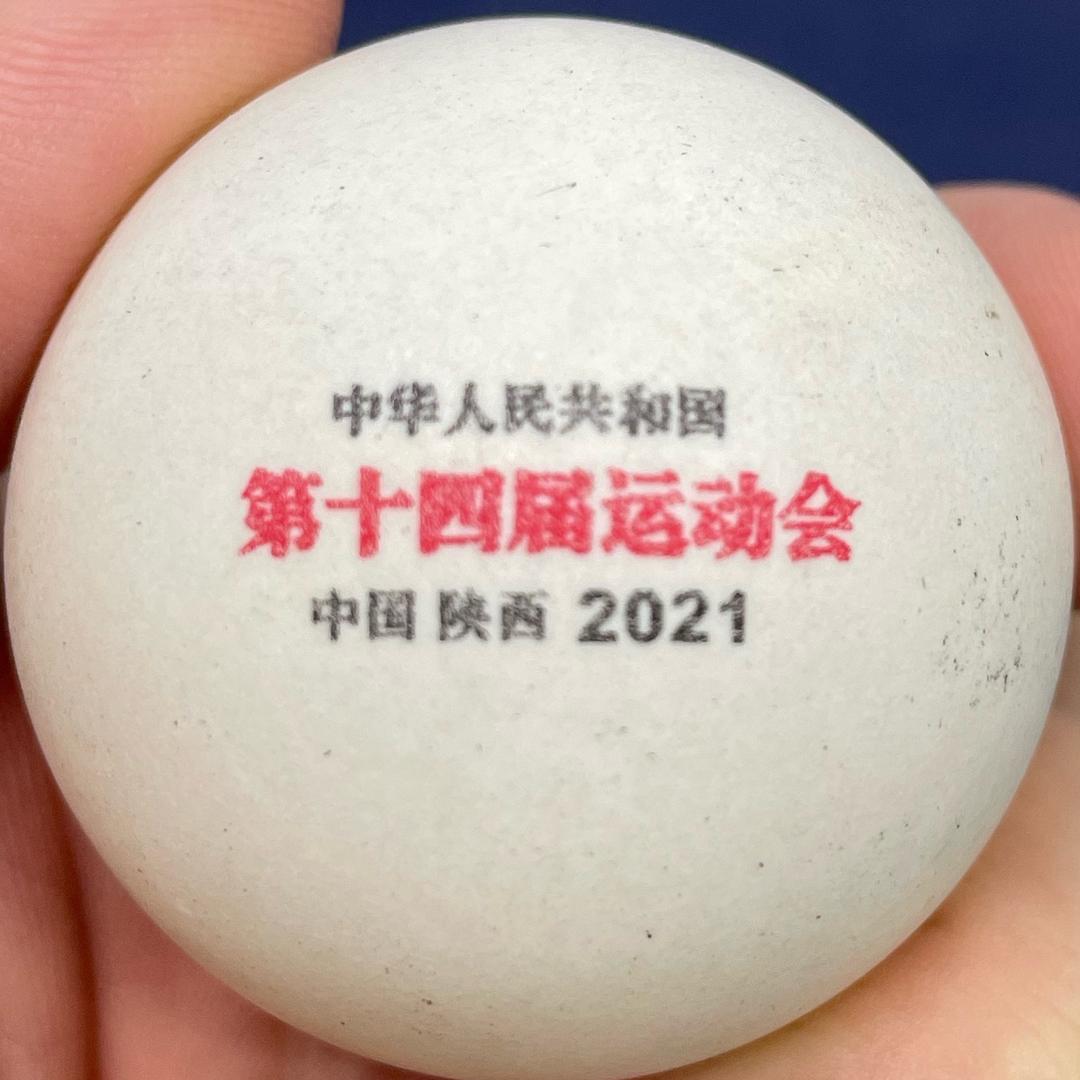 中华人民共和国
第十四届运动会
中国 陕西 2021